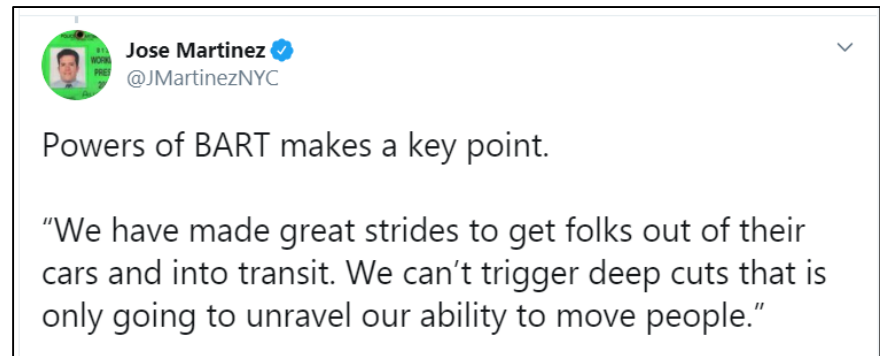 Jose Martinez
@JMartinezNYC
Powers of BART makes a key point.
“We have made great strides to get folks out of their
cars and into transit. We can’t trigger deep cuts that is
only going to unravel our ability to move people.”